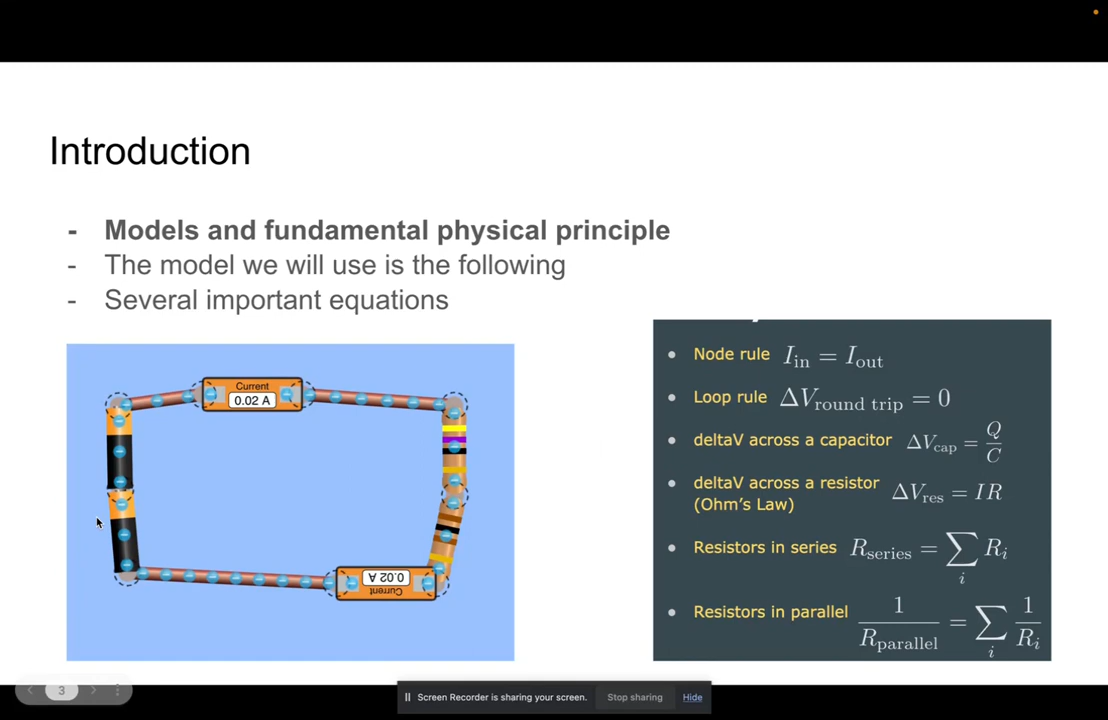 Introduction
- Models and fundamental physical principle
- The model we will use is the following
- Several important equations
Current
0.02 A
0.02 A
Current
• Node rule I_in = I_out
• Loop rule ΔV_round trip = 0
• deltaV across a capacitor ΔV_cap = Q/C
• deltaV across a resistor
(Ohm's Law) ΔV_res = IR
• Resistors in series R_series = ∑_i R_i
• Resistors in parallel 1/R_parallel = ∑_i 1/R_i
3
Screen Recorder is sharing your screen. Stop sharing Hide